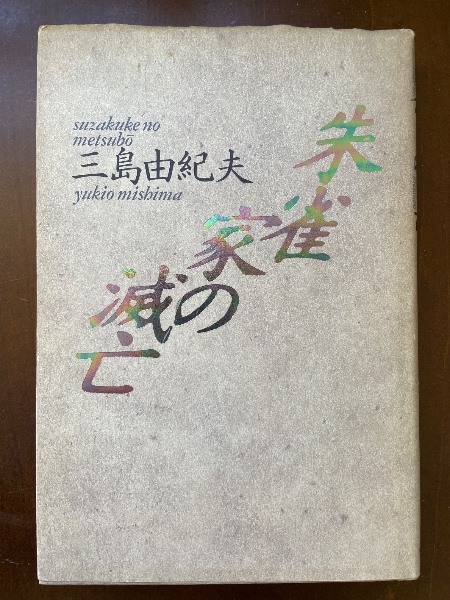 suzakuke no
metsubō
三島由紀夫
yukio mishima
朱雀家の滅亡